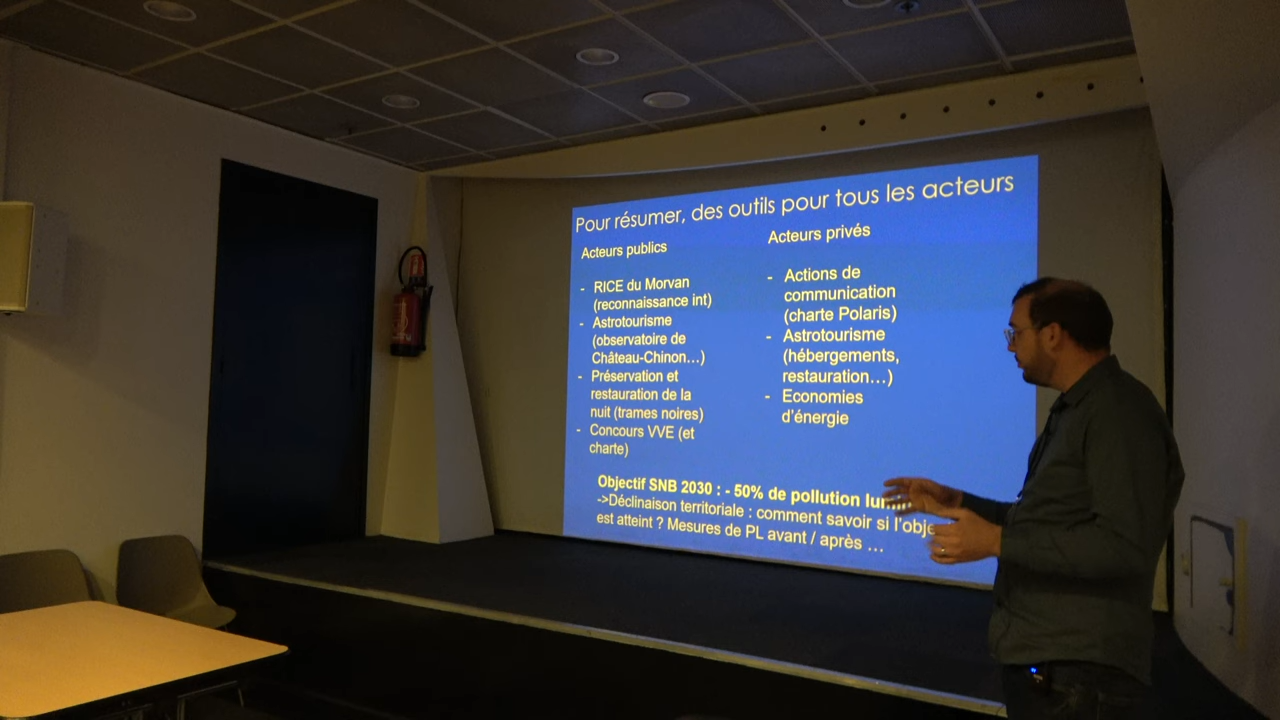 Pour résumer, des outils pour tous les acteurs
Acteurs publics
- RICE du Morvan
(reconnaissance int)
- Astrotourisme
(observatoire de
Château-Chinon...)
- Préservation et
restauration de la
nuit (trames noires)
- Concours VVE (et
charte)
Acteurs privés
- Actions de
communication
(charte Polaris)
- Astrotourisme
(hébergements,
restauration...)
- Economies
d'énergie
Objectif SNB 2030 : - 50% de pollution
->Déclinaison territoriale : comment savoir si
est atteint ? Mesures de PL avant / après ...